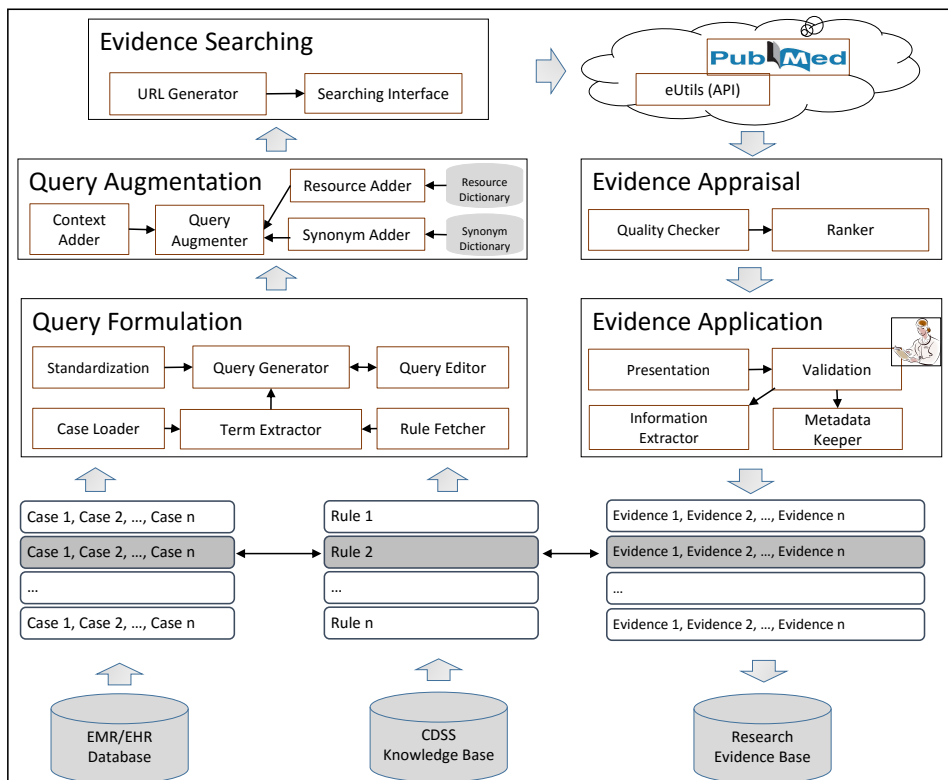 Evidence Searching
URL Generator
Searching Interface
PubMed
eUtils (API)
Query Augmentation
Resource Adder
Resource
Dictionary
Context
Adder
Query
Augmenter
Synonym Adder
Synonym
Dictionary
Evidence Appraisal
Quality Checker
Ranker
Query Formulation
Standardization
Query Generator
Query Editor
Case Loader
Term Extractor
Rule Fetcher
Evidence Application
Presentation
Validation
Information
Extractor
Metadata
Keeper
Case 1, Case 2, …, Case n
Rule 1
Evidence 1, Evidence 2, …, Evidence n
Case 1, Case 2, …, Case n
Rule 2
Evidence 1, Evidence 2, …, Evidence n
…
…
…
Case 1, Case 2, …, Case n
Rule n
Evidence 1, Evidence 2, …, Evidence n
EMR/EHR
Database
CDSS
Knowledge Base
Research
Evidence Base